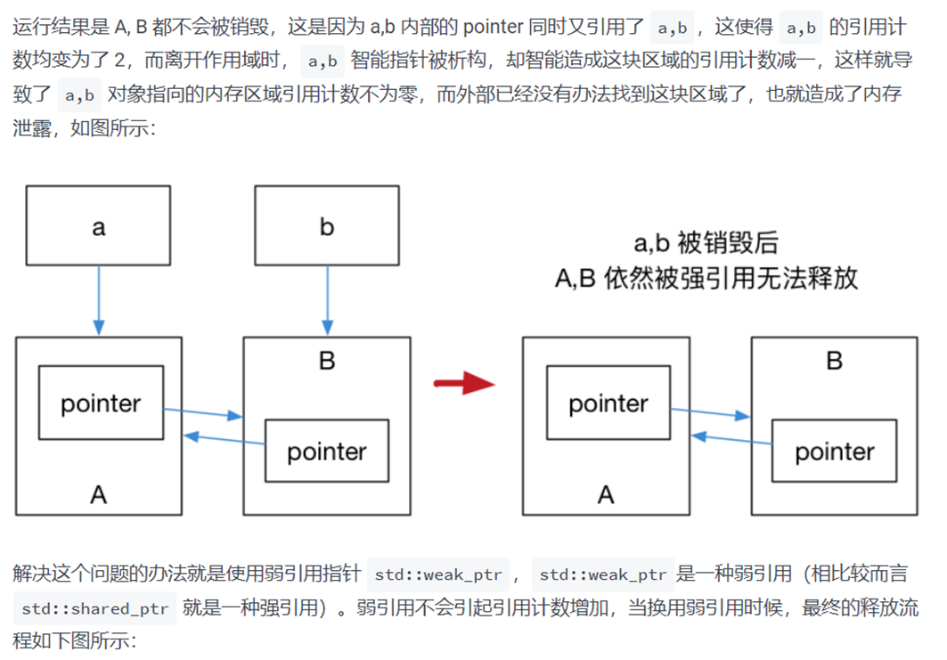 运行结果是 A, B 都不会被销毁，这是因为 a,b 内部的 pointer 同时又引用了 a,b ，这使得 a,b 的引用计
数均变为了 2，而离开作用域时， a,b 智能指针被析构，却智能造成这块区域的引用计数减一，这样就导
致了 a,b 对象指向的内存区域引用计数不为零，而外部已经没有办法找到这块区域了，也就造成了内存
泄露，如图所示：
a
b
a,b 被销毁后
A,B 依然被强引用无法释放
B
pointer
pointer
A
B
pointer
pointer
A
解决这个问题的办法就是使用弱引用指针 std::weak_ptr ， std::weak_ptr 是一种弱引用（相比较而言
std::shared_ptr 就是一种强引用）。弱引用不会引起引用计数增加，当换用弱引用时候，最终的释放流
程如下图所示：